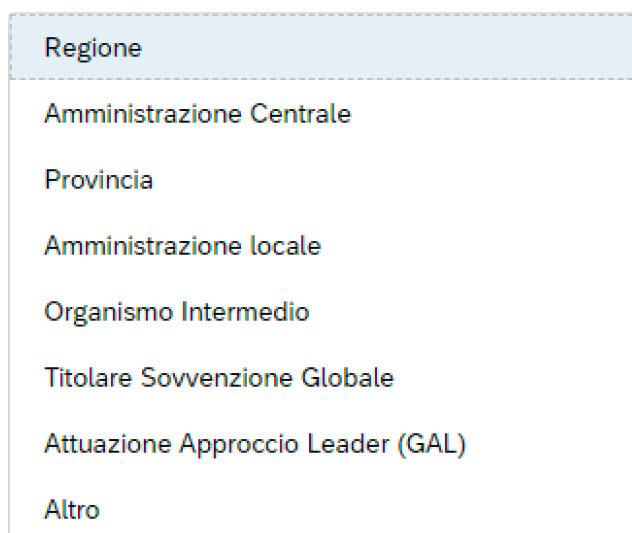 Regione
Amministrazione Centrale
Provincia
Amministrazione locale
Organismo Intermedio
Titolare Sovvenzione Globale
Attuazione Approccio Leader (GAL)
Altro